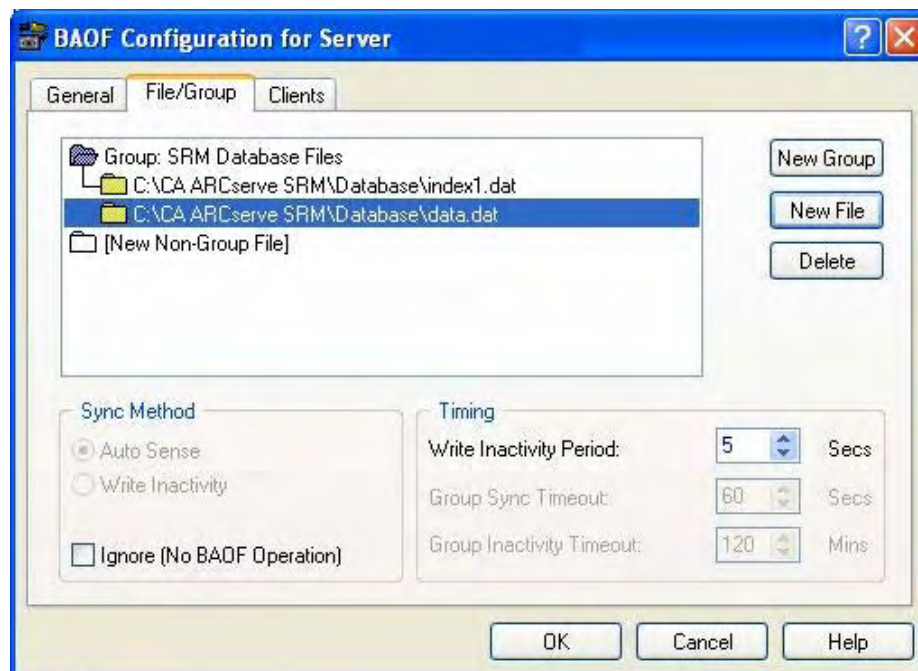 BAOF Configuration for Server
General File/Group Clients
Group: SRM Database Files
C:\CA ARCserve SRM\Database\index1.dat
C:\CA ARCserve SRM\Database\data.dat
[New Non-Group File]
New Group
New File
Delete
Sync Method
Auto Sense
Write Inactivity
Ignore (No BAOF Operation)
Timing
Write Inactivity Period: 5 Secs
Group Sync Timeout: 60 Secs
Group Inactivity Timeout: 120 Mins
OK Cancel Help